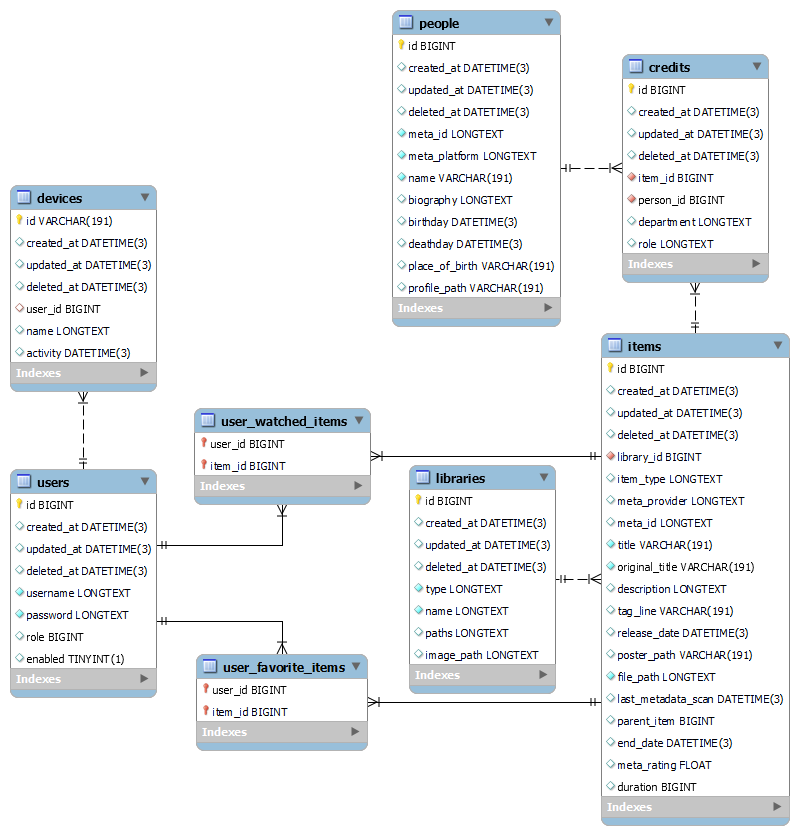 people
id BIGINT
created_at DATETIME(3)
updated_at DATETIME(3)
deleted_at DATETIME(3)
meta_id LONGTEXT
meta_platform LONGTEXT
name VARCHAR(191)
biography LONGTEXT
birthday DATETIME(3)
deathday DATETIME(3)
place_of_birth VARCHAR(191)
profile_path VARCHAR(191)
Indexes
credits
id BIGINT
created_at DATETIME(3)
updated_at DATETIME(3)
deleted_at DATETIME(3)
item_id BIGINT
person_id BIGINT
department LONGTEXT
role LONGTEXT
Indexes
devices
id VARCHAR(191)
created_at DATETIME(3)
updated_at DATETIME(3)
deleted_at DATETIME(3)
user_id BIGINT
name LONGTEXT
activity DATETIME(3)
Indexes
items
id BIGINT
created_at DATETIME(3)
updated_at DATETIME(3)
deleted_at DATETIME(3)
library_id BIGINT
item_type LONGTEXT
meta_provider LONGTEXT
meta_id LONGTEXT
title VARCHAR(191)
original_title VARCHAR(191)
description LONGTEXT
tag_line VARCHAR(191)
release_date DATETIME(3)
poster_path VARCHAR(191)
file_path LONGTEXT
last_metadata_scan DATETIME(3)
parent_item BIGINT
end_date DATETIME(3)
meta_rating FLOAT
duration BIGINT
Indexes
user_watched_items
user_id BIGINT
item_id BIGINT
Indexes
libraries
id BIGINT
created_at DATETIME(3)
updated_at DATETIME(3)
deleted_at DATETIME(3)
type LONGTEXT
name LONGTEXT
paths LONGTEXT
image_path LONGTEXT
Indexes
users
id BIGINT
created_at DATETIME(3)
updated_at DATETIME(3)
deleted_at DATETIME(3)
username LONGTEXT
password LONGTEXT
role BIGINT
enabled TINYINT(1)
Indexes
user_favorite_items
user_id BIGINT
item_id BIGINT
Indexes